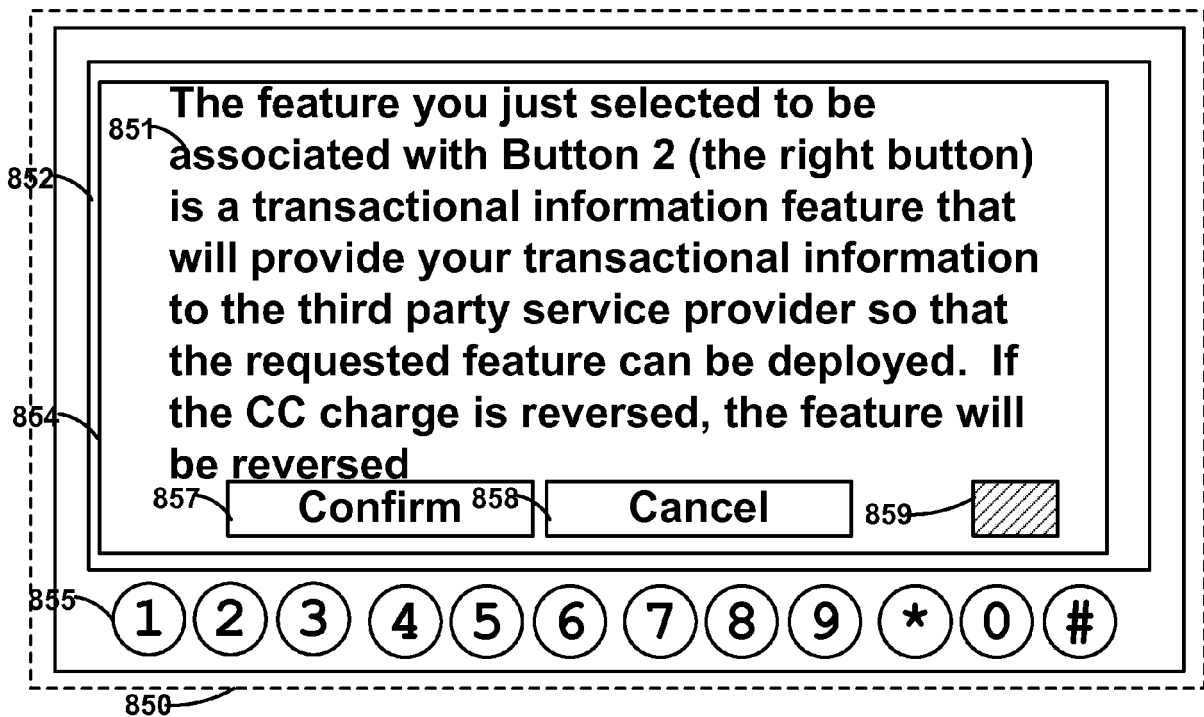 The feature you just selected to be
851
associated with Button 2 (the right button)
852
is a transactional information feature that
will provide your transactional information
to the third party service provider so that
the requested feature can be deployed. If
864
the CC charge is reversed, the feature will
be reversed
857 Confirm 858 Cancel 859
855 1 2 3 4 5 6 7 8 9 * 0 #
850